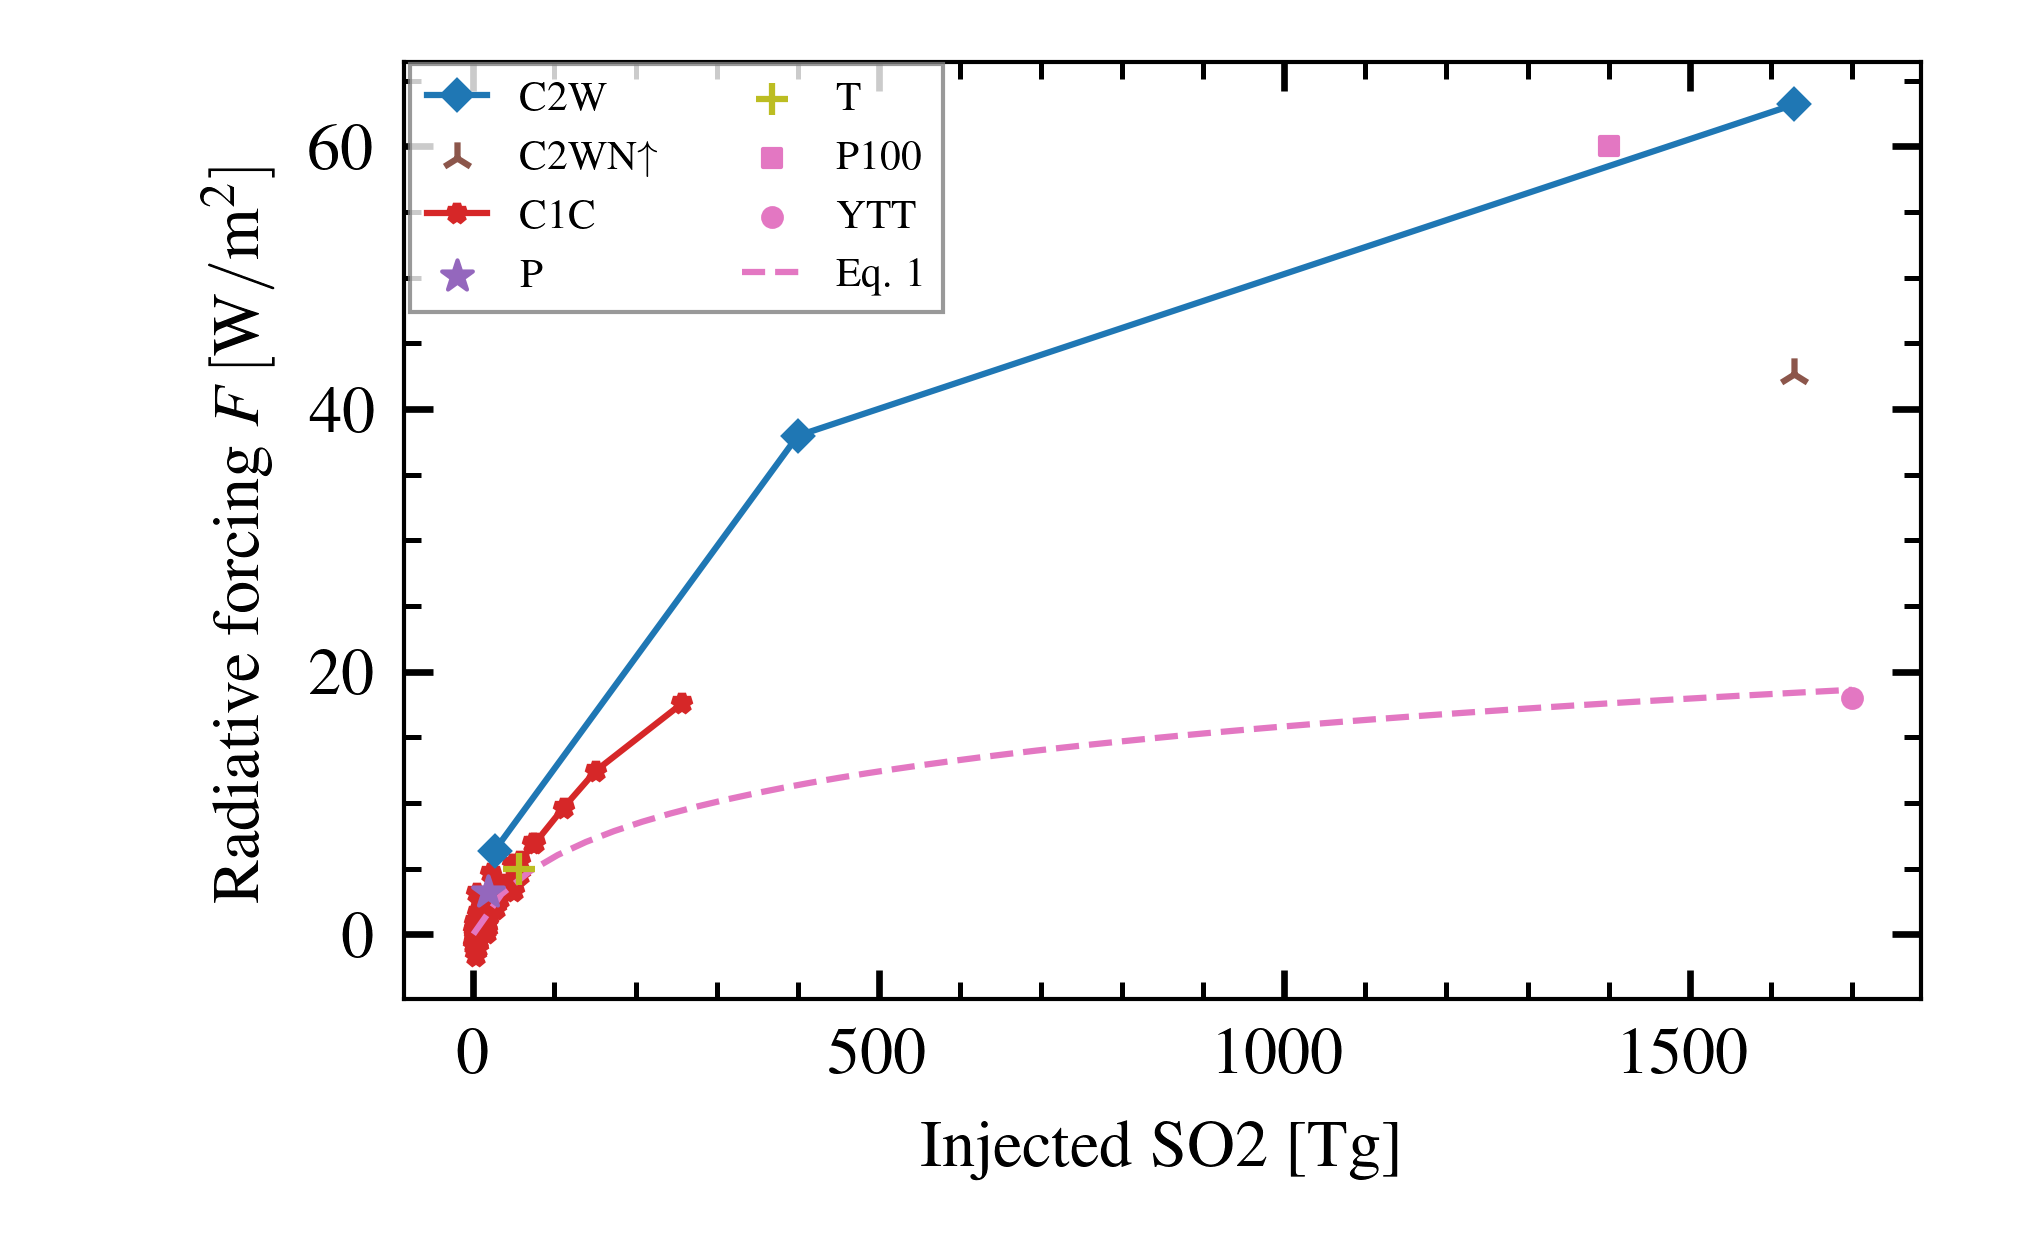 C2W
C2WN↑
C1C
P
T
P100
YTT
Eq. 1
Radiative forcing F [W/m²]
60
40
20
0
0 500 1000 1500
Injected SO2 [Tg]